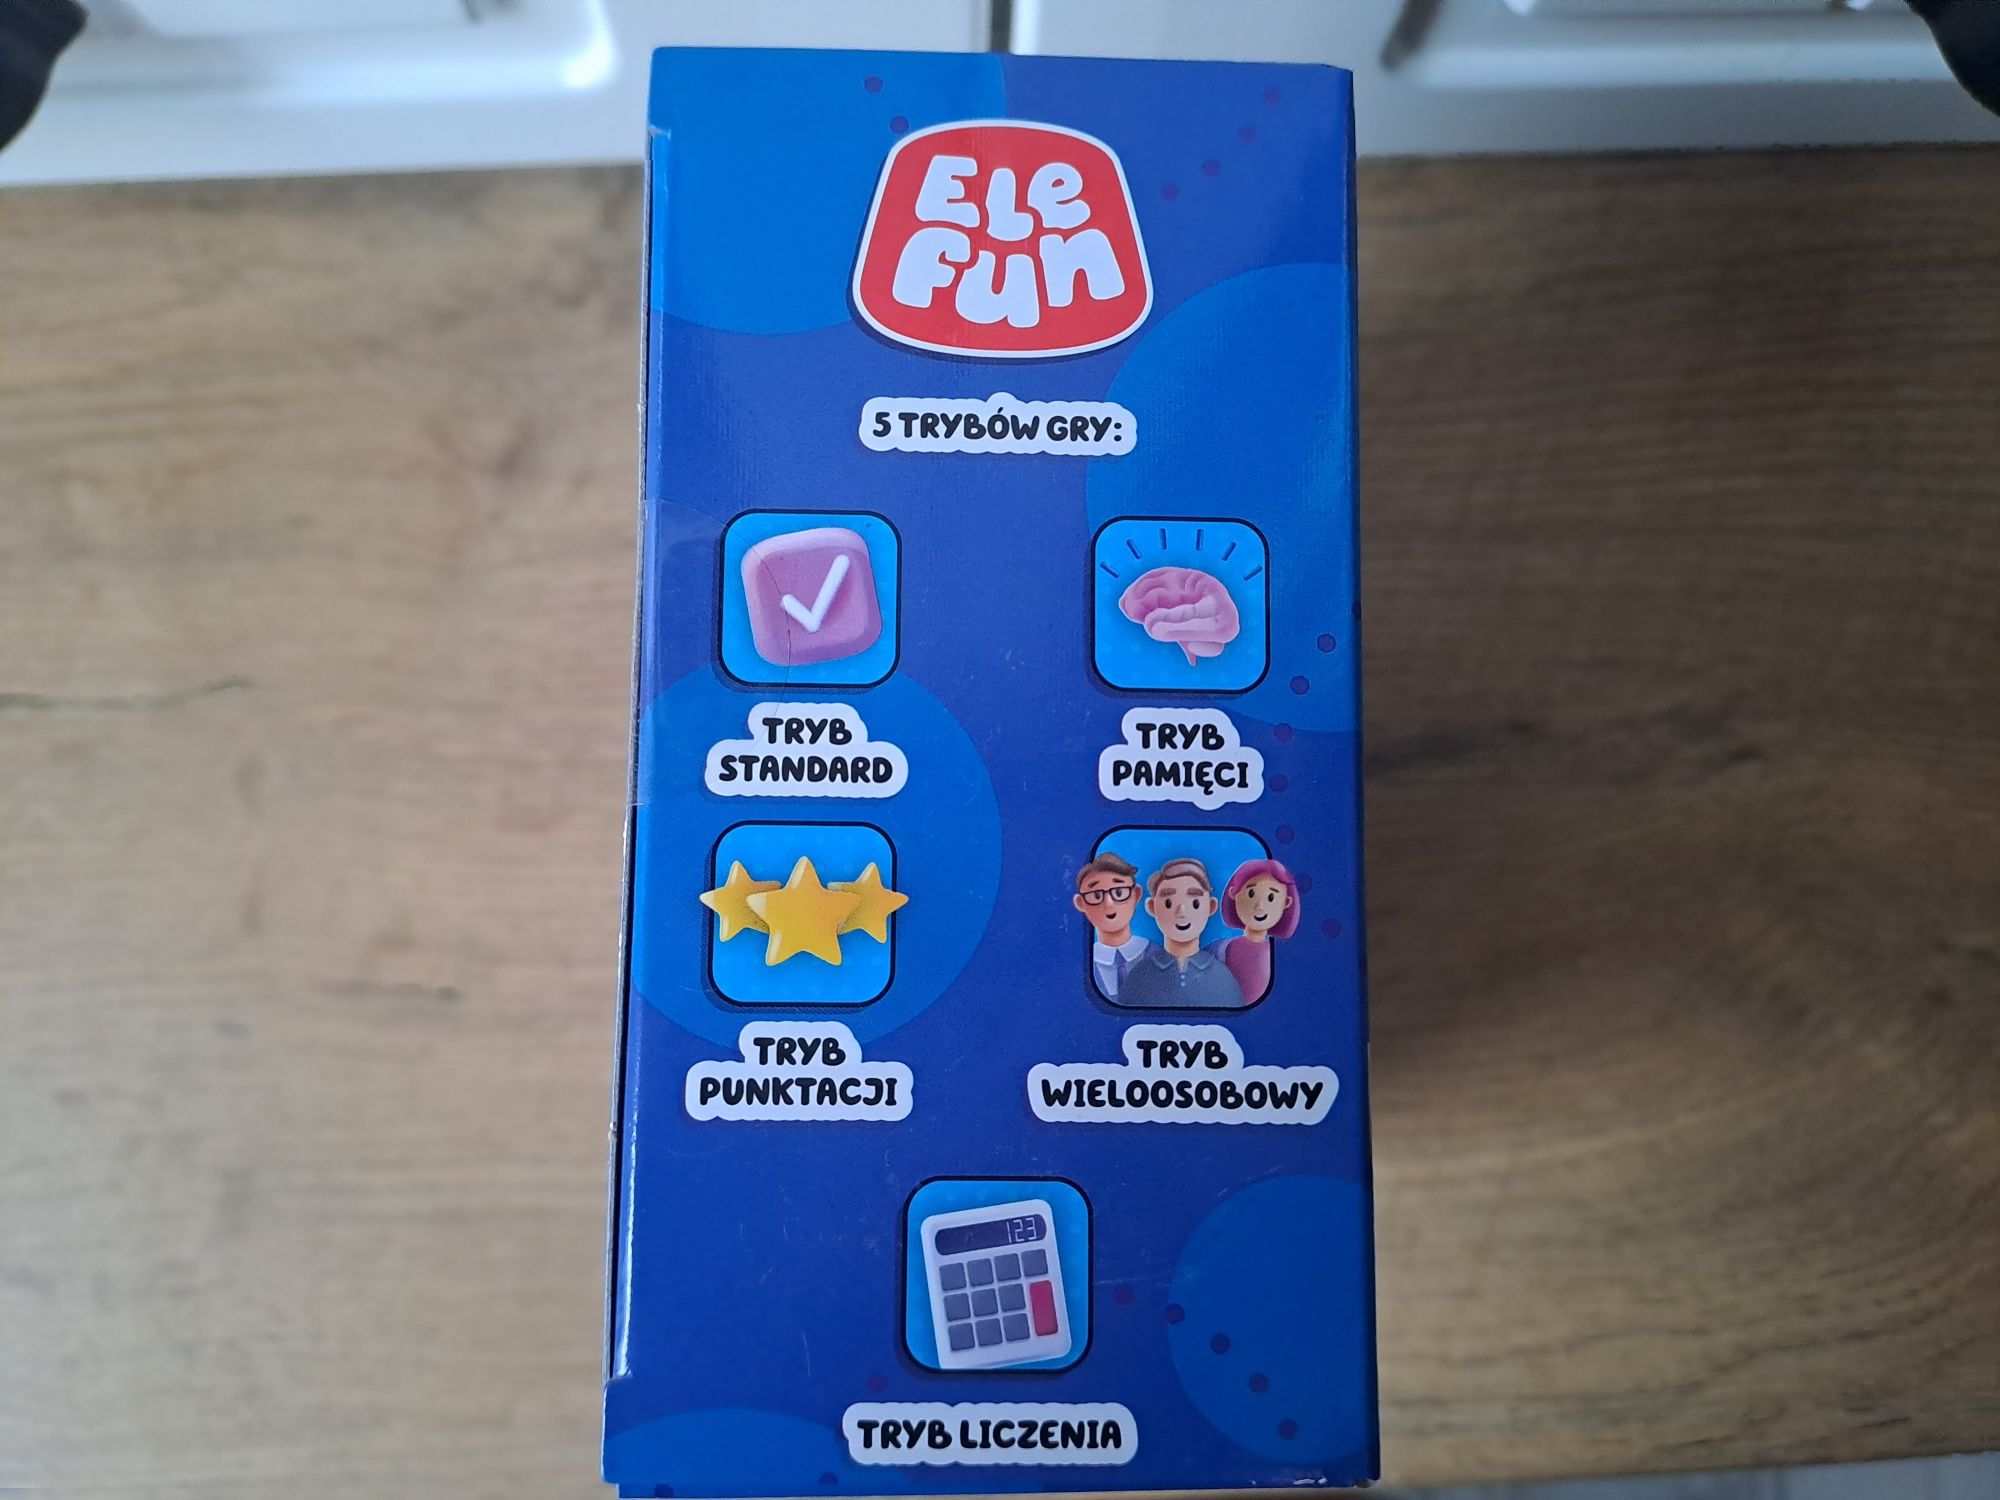 Ele
fun
5 TRYBÓW GRY:
TRYB
STANDARD
TRYB
PAMIĘCI
TRYB
PUNKTACJI
TRYB
WIELOOSOBOWY
123
TRYB LICZENIA